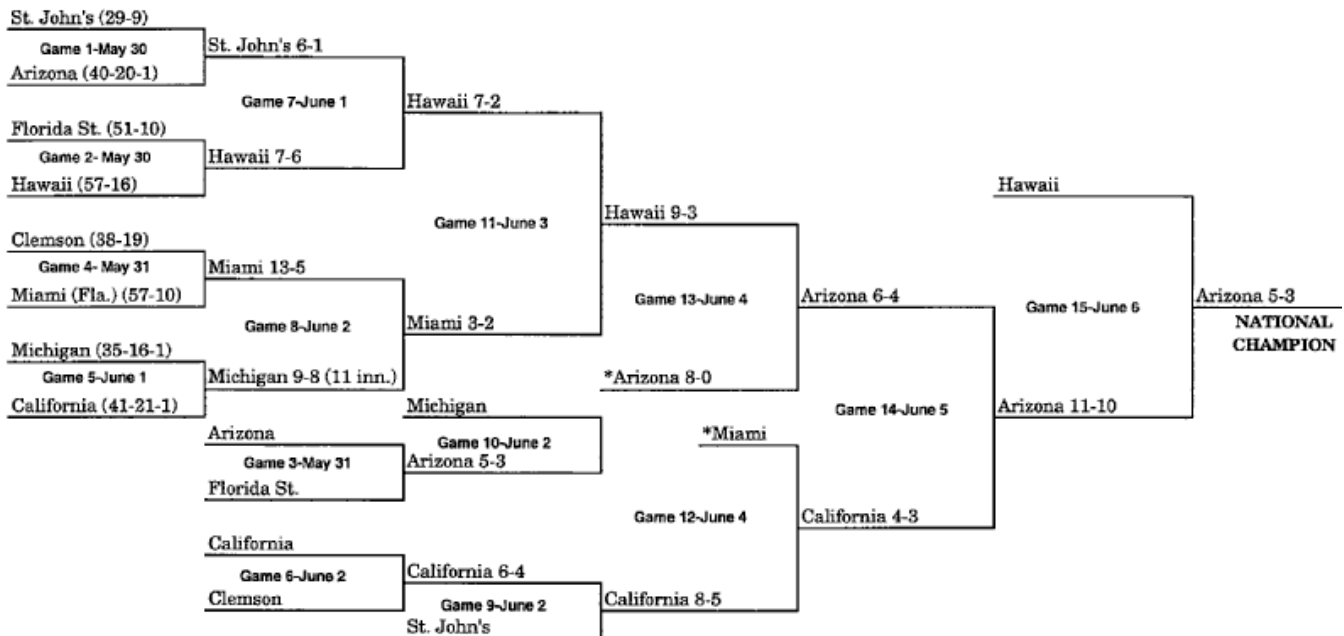 St. John's (29-9)
Game 1-May 30
St. John's 6-1
Arizona (40-20-1)
Game 7-June 1
Hawaii 7-2
Florida St. (51-10)
Game 2- May 30
Hawaii 7-6
Hawaii (57-16)
Hawaii
Game 11-June 3
Hawaii 9-3
Clemson (38-19)
Game 4- May 31
Miami 13-5
Miami (Fla.) (57-10)
Game 13-June 4
Arizona 6-4
Game 15-June 6
Arizona 5-3
NATIONAL
CHAMPION
Game 8-June 2
Miami 3-2
Michigan (35-16-1)
Game 5-June 1
Michigan 9-8 (11 inn.)
*Arizona 8-0
California (41-21-1)
Michigan
Game 14-June 5
Arizona 11-10
Arizona
Game 10-June 2
*Miami
Game 3-May 31
Arizona 5-3
Florida St.
Game 12-June 4
California 4-3
California
Game 6-June 2
California 6-4
Clemson
Game 9-June 2
California 8-5
St. John's